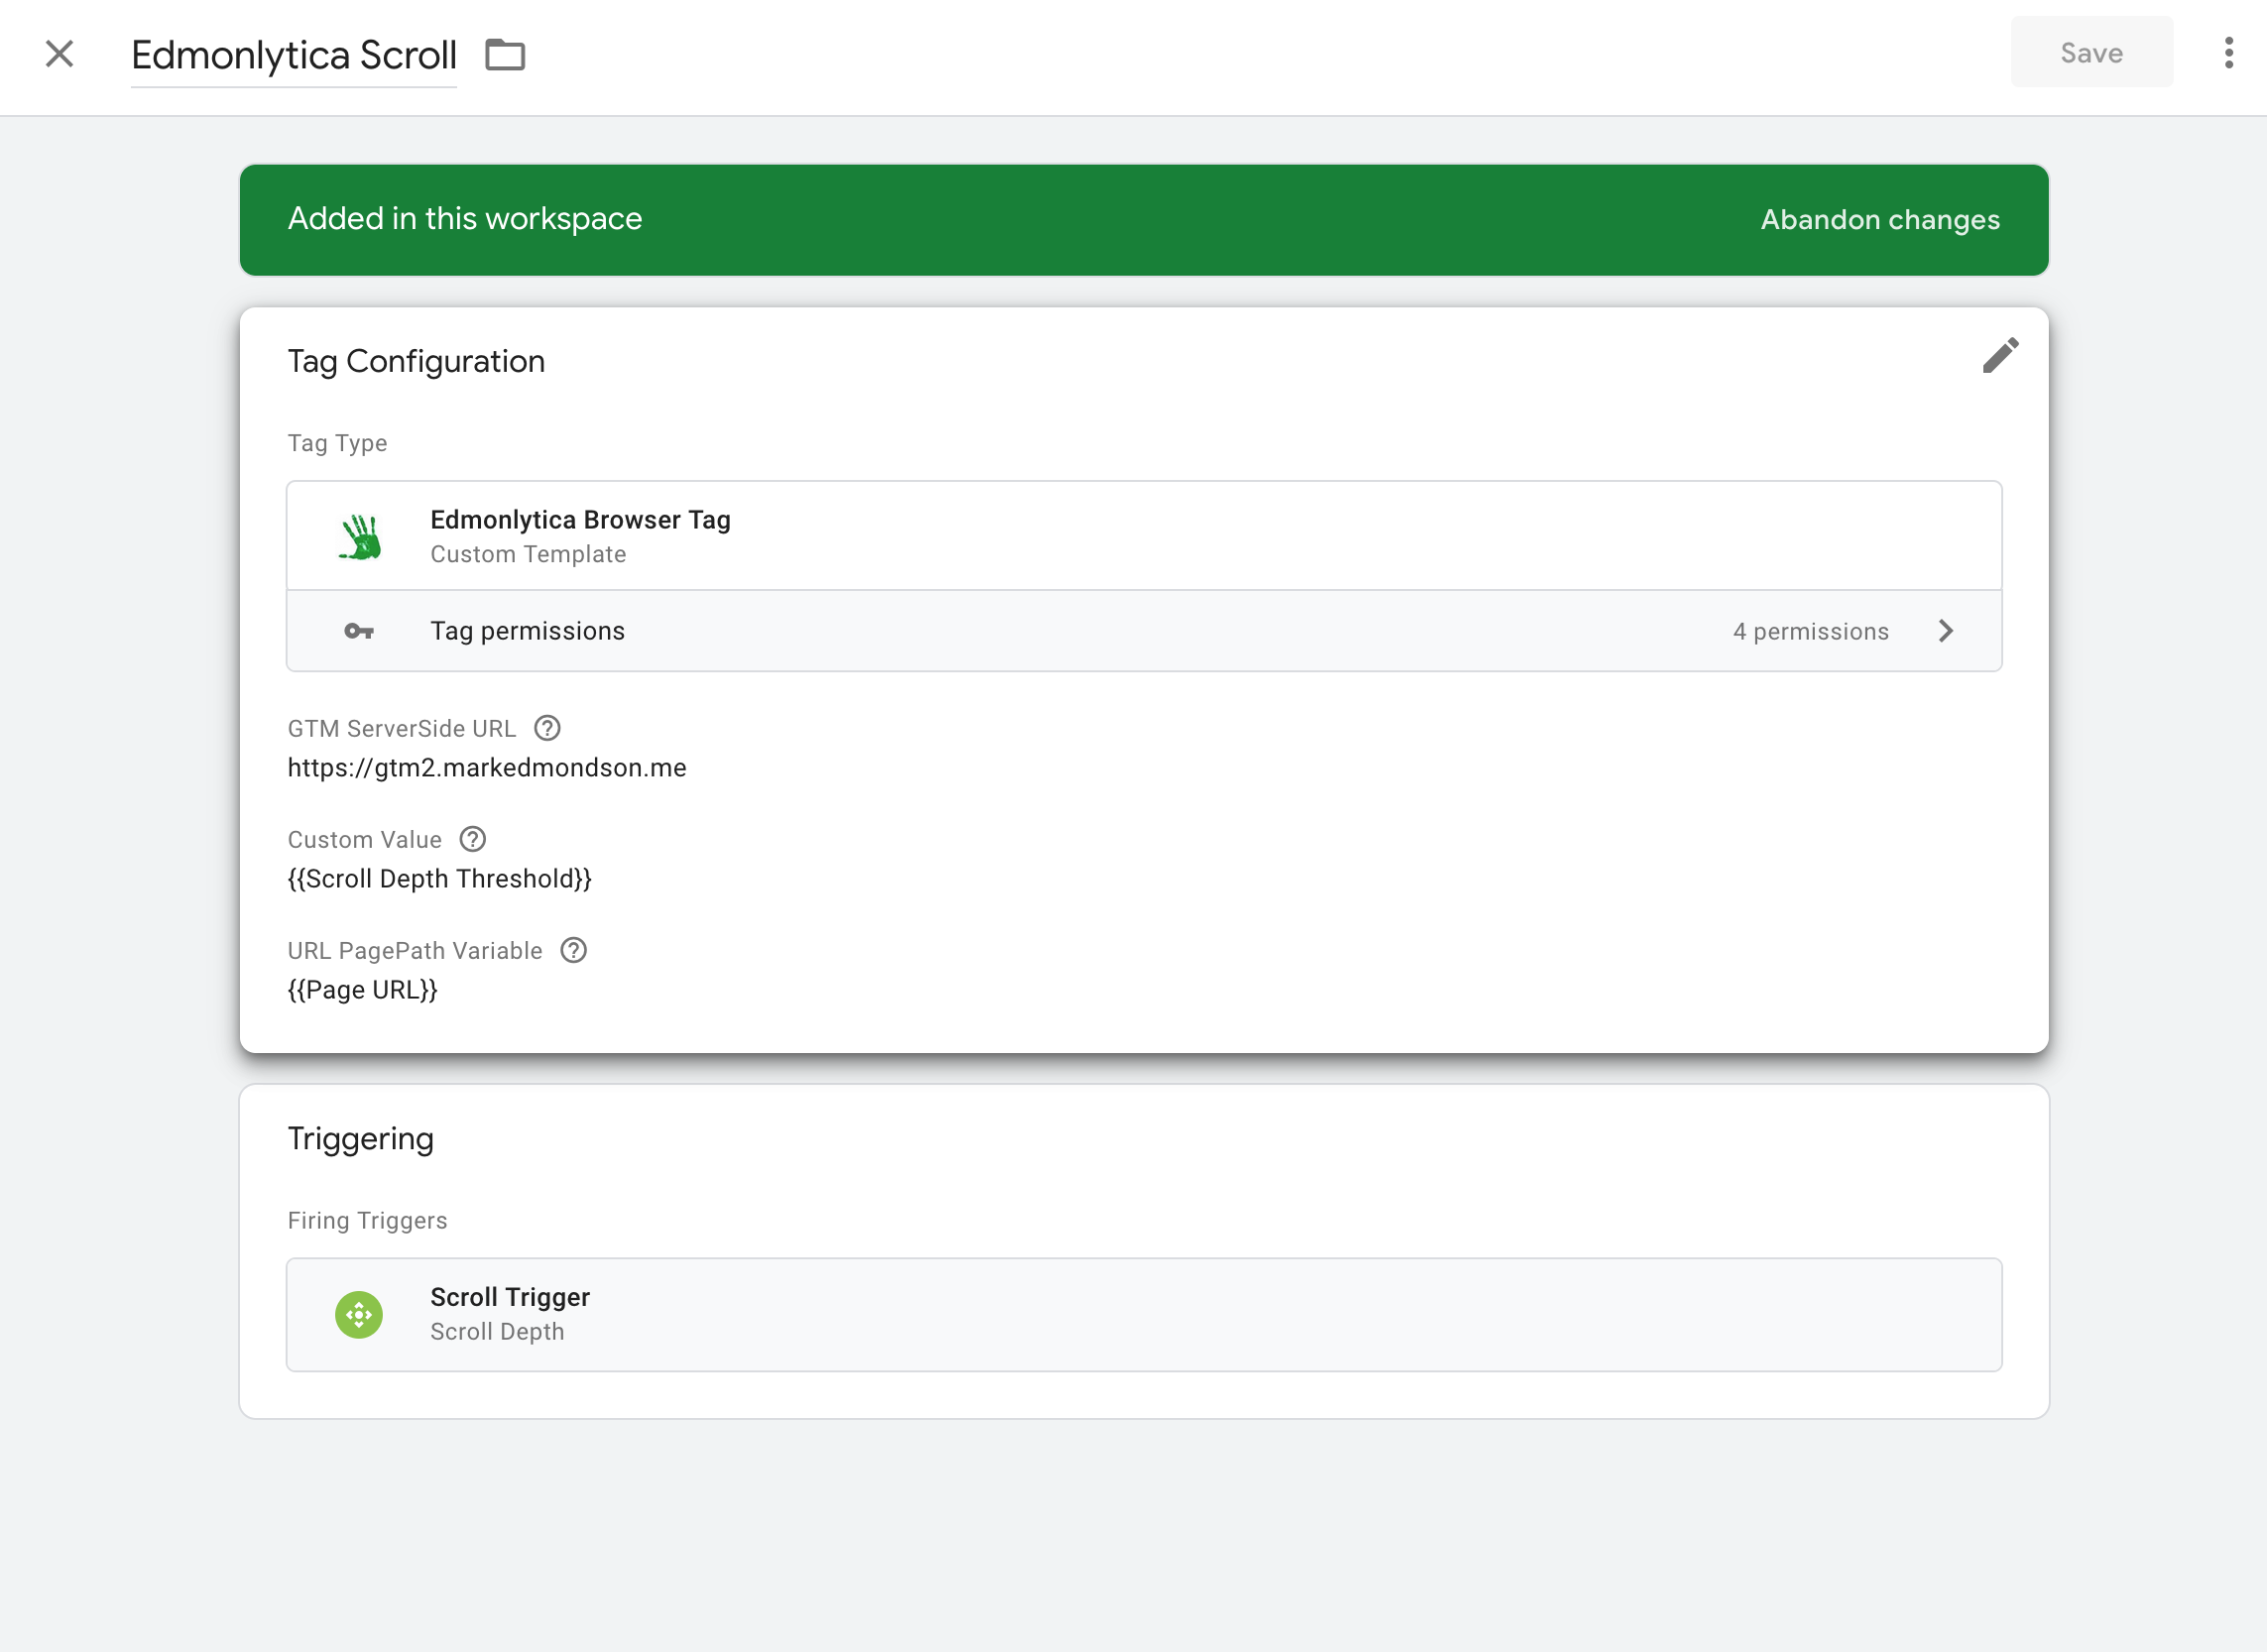 Edmonlytica Scroll
Save
Added in this workspace
Abandon changes
Tag Configuration
Tag Type
Edmonlytica Browser Tag
Custom Template
Tag permissions
4 permissions
GTM ServerSide URL
https://gtm2.markedmondson.me
Custom Value
{{Scroll Depth Threshold}}
URL PagePath Variable
{{Page URL}}
Triggering
Firing Triggers
Scroll Trigger
Scroll Depth